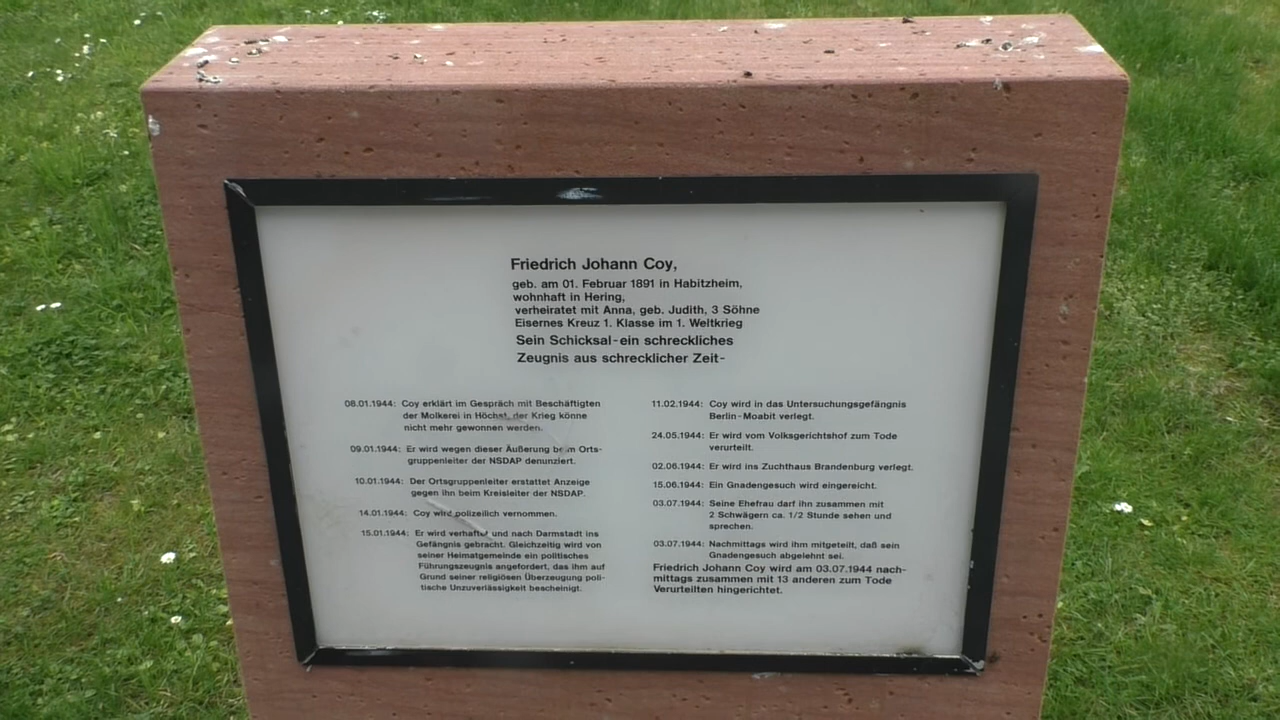 Friedrich Johann Coy,
geb. am 01. Februar 1891 in Habitzheim,
wohnhaft in Hering,
verheiratet mit Anna, geb. Judith, 3 Söhne
Eisernes Kreuz 1. Klasse im 1. Weltkrieg
Sein Schicksal-ein schreckliches
Zeugnis aus schrecklicher Zeit-
08.01.1944: Coy erklärt im Gespräch mit Beschäftigten
der Molkerei in Höchst, der Krieg könne
nicht mehr gewonnen werden.
09.01.1944: Er wird wegen dieser Äußerung beim Orts-
gruppenleiter der NSDAP denunziert.
10.01.1944: Der Ortsgruppenleiter erstattet Anzeige
gegen ihn beim Kreisleiter der NSDAP.
14.01.1944: Coy wird polizeilich vernommen.
15.01.1944: Er wird verhaftet und nach Darmstadt ins
Gefängnis gebracht. Gleichzeitig wird von
seiner Heimatgemeinde ein politisches
Führungszeugnis angefordert, das ihm auf
Grund seiner religiösen Überzeugung poli-
tische Unzuverlässigkeit bescheinigt.
11.02.1944: Coy wird in das Untersuchungsgefängnis
Berlin-Moabit verlegt.
24.05.1944: Er wird vom Volksgerichtshof zum Tode
verurteilt.
02.06.1944: Er wird ins Zuchthaus Brandenburg verlegt.
15.06.1944: Ein Gnadengesuch wird eingereicht.
03.07.1944: Seine Ehefrau darf ihn zusammen mit
2 Schwägern ca. 1/2 Stunde sehen und
sprechen.
03.07.1944: Nachmittags wird ihm mitgeteilt, daß sein
Gnadengesuch abgelehnt sei.
Friedrich Johann Coy wird am 03.07.1944 nach-
mittags zusammen mit 13 anderen zum Tode
Verurteilten hingerichtet.